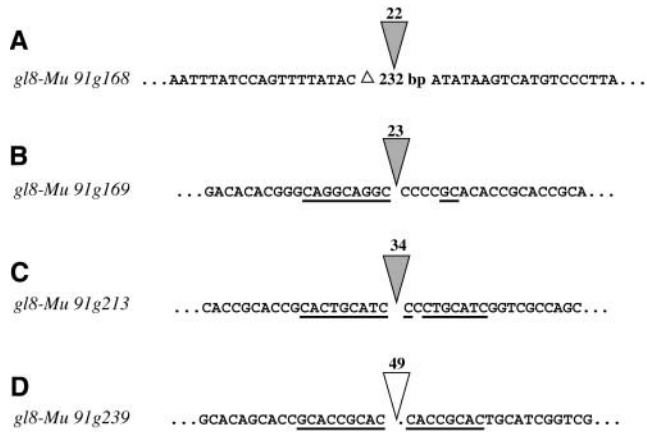 22
A
gl8-Mu 91g168 ...AATTTATCCAGTTTTATAC △ 232 bp ATATAAGTCATGTCCCTTA...
23
B
gl8-Mu 91g169 ...GACACACGGGCAGGCAGGC CCCCGCACACCGCACCGCA...
34
C
gl8-Mu 91g213 ...CACCGCACCGCACTGCATC CCCTGCATCGGTCGCCAGC...
49
D
gl8-Mu 91g239 ...GCACAGCACCGCACCGCAC .CACCGCACTGCATCGGTCG...